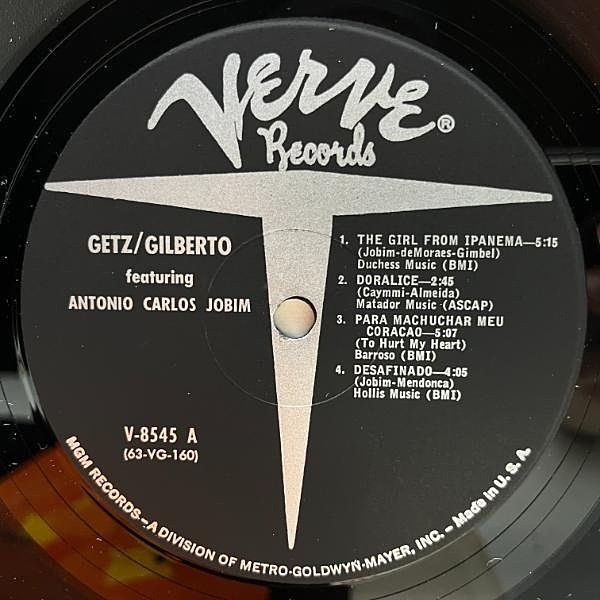 VERVE®
Records
GETZ/GILBERTO
featuring
ANTONIO CARLOS JOBIM
1. THE GIRL FROM IPANEMA—5:15
(Jobim-deMoraes-Gimbel)
Duchess Music (BMI)
2. DORALICE—2:45
(Caymmi-Almeida)
Matador Music (ASCAP)
3. PARA MACHUCHAR MEU
CORACAO—5:07
(To Hurt My Heart)
Barroso (BMI)
4. DESAFINADO—4:05
(Jobim-Mendonca)
Hollis Music (BMI)
V-8545 A
(63-VG-160)
MGM RECORDS—A DIVISION OF METRO-GOLDWYN-MAYER, INC.—Made in U.S.A.